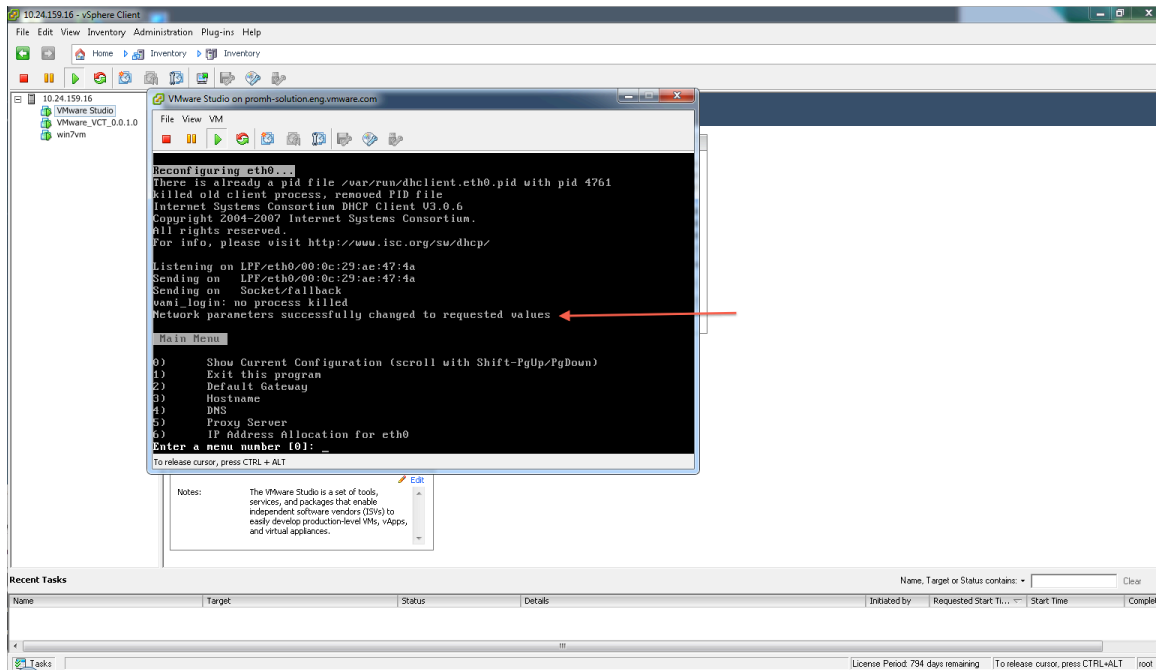 10.24.159.16 - vSphere Client
File Edit View Inventory Administration Plug-ins Help
Home Inventory Inventory
10.24.159.16
VMware Studio
VMware_VCT_0.0.1.0
win7vm
VMware Studio on promh-solution.eng.vmware.com
File View VM
Reconfiguring eth0...
There is already a pid file /var/run/dhclient.eth0.pid with pid 4761
killed old client process, removed PID file
Internet Systems Consortium DHCP Client V3.0.6
Copyright 2004-2007 Internet Systems Consortium.
All rights reserved.
For info, please visit http://www.isc.org/sw/dhcp/
Listening on LPF/eth0/00:0c:29:ae:47:4a
Sending on LPF/eth0/00:0c:29:ae:47:4a
Sending on Socket/fallback
vami_login: no process killed
Network parameters successfully changed to requested values
Main Menu
0) Show Current Configuration (scroll with Shift-PgUp/PgDown)
1) Exit this program
2) Default Gateway
3) Hostname
4) DNS
5) Proxy Server
6) IP Address Allocation for eth0
Enter a menu number [0]: _
To release cursor, press CTRL + ALT
Edit
Notes: The VMware Studio is a set of tools,
services, and packages that enable
independent software vendors (ISVs) to
easily develop production-level VMs, vApps,
and virtual appliances.
Recent Tasks Name, Target or Status contains: Clear
Name Target Status Details Initiated by Requested Start Ti... Start Time Comple
Tasks License Period: 794 days remaining To release cursor, press CTRL+ALT root